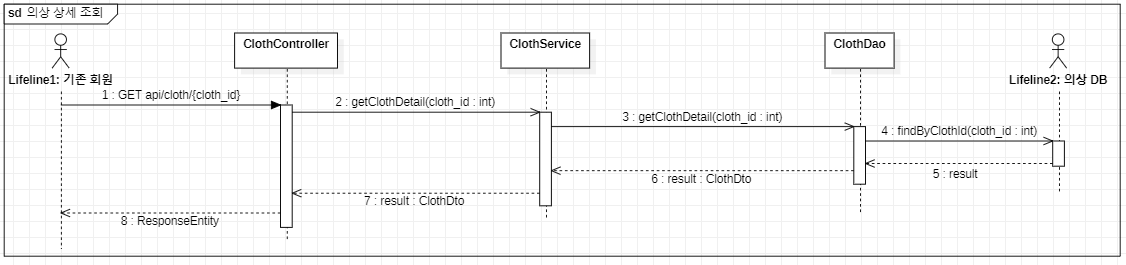 sd 의상 상세 조회
ClothController
ClothService
ClothDao
Lifeline1: 기존 회원
Lifeline2: 의상 DB
1 : GET api/cloth/{cloth_id}
2 : getClothDetail(cloth_id : int)
3 : getClothDetail(cloth_id : int)
4 : findByClothId(cloth_id : int)
5 : result
6 : result : ClothDto
7 : result : ClothDto
8 : ResponseEntity